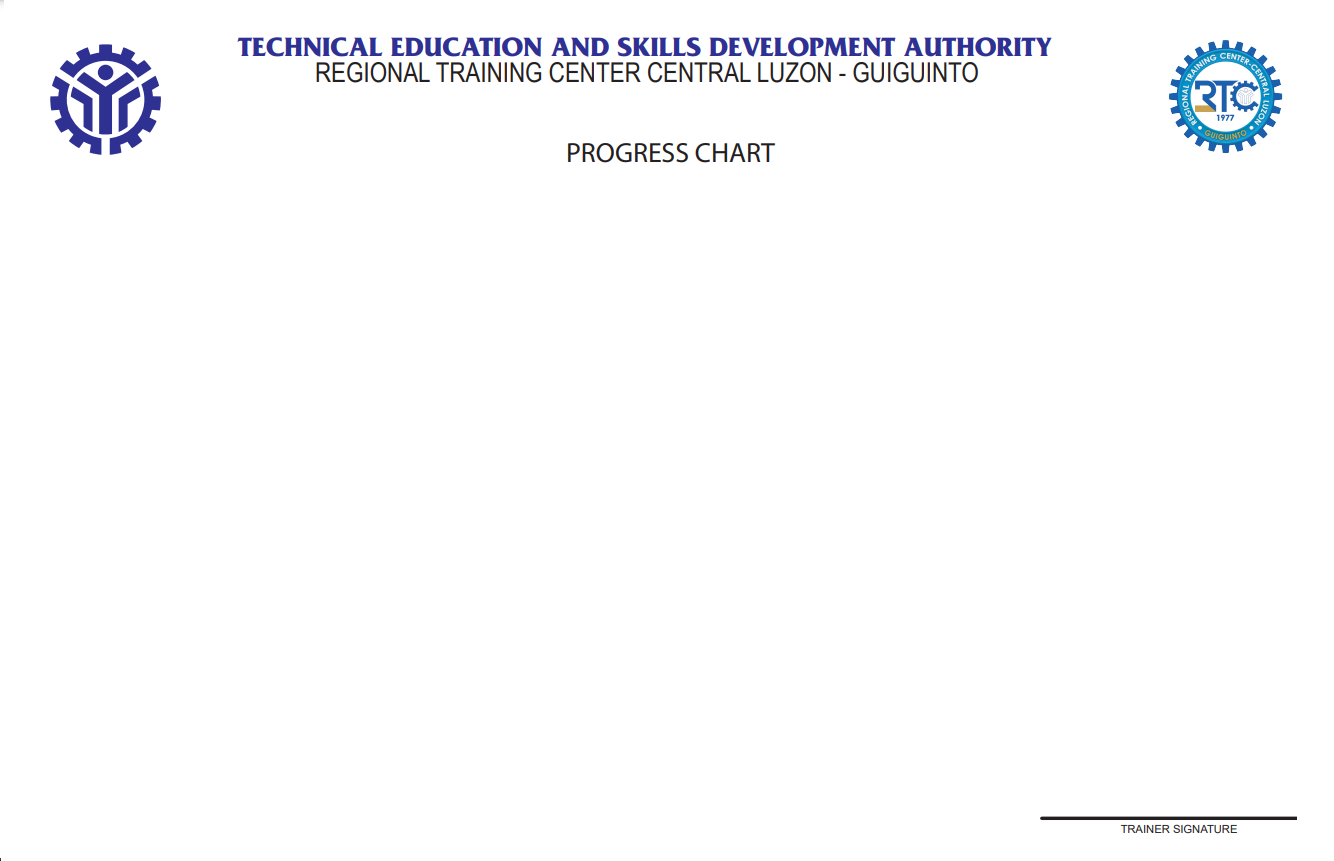 TECHNICAL EDUCATION AND SKILLS DEVELOPMENT AUTHORITY
REGIONAL TRAINING CENTER CENTRAL LUZON - GUIGUINTO
REGIONAL TRAINING CENTER-CENTRAL LUZON
RTC
1977
GUIGUINTO
PROGRESS CHART
TRAINER SIGNATURE